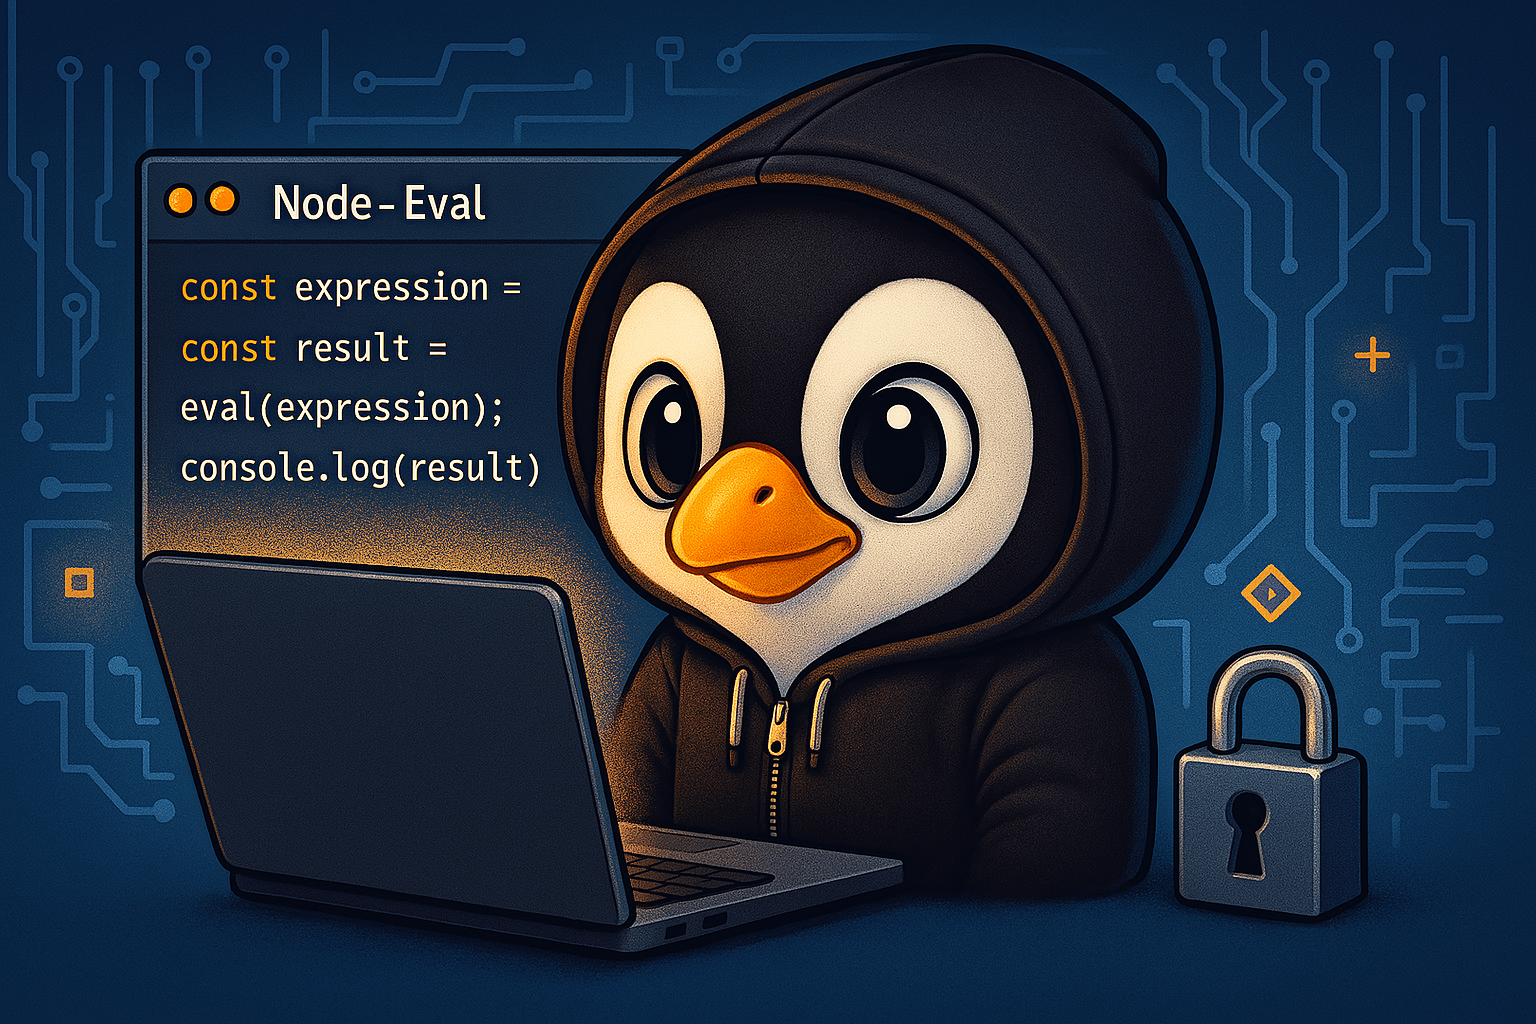 Node-Eval
const expression =
const result =
eval(expression);
console.log(result)